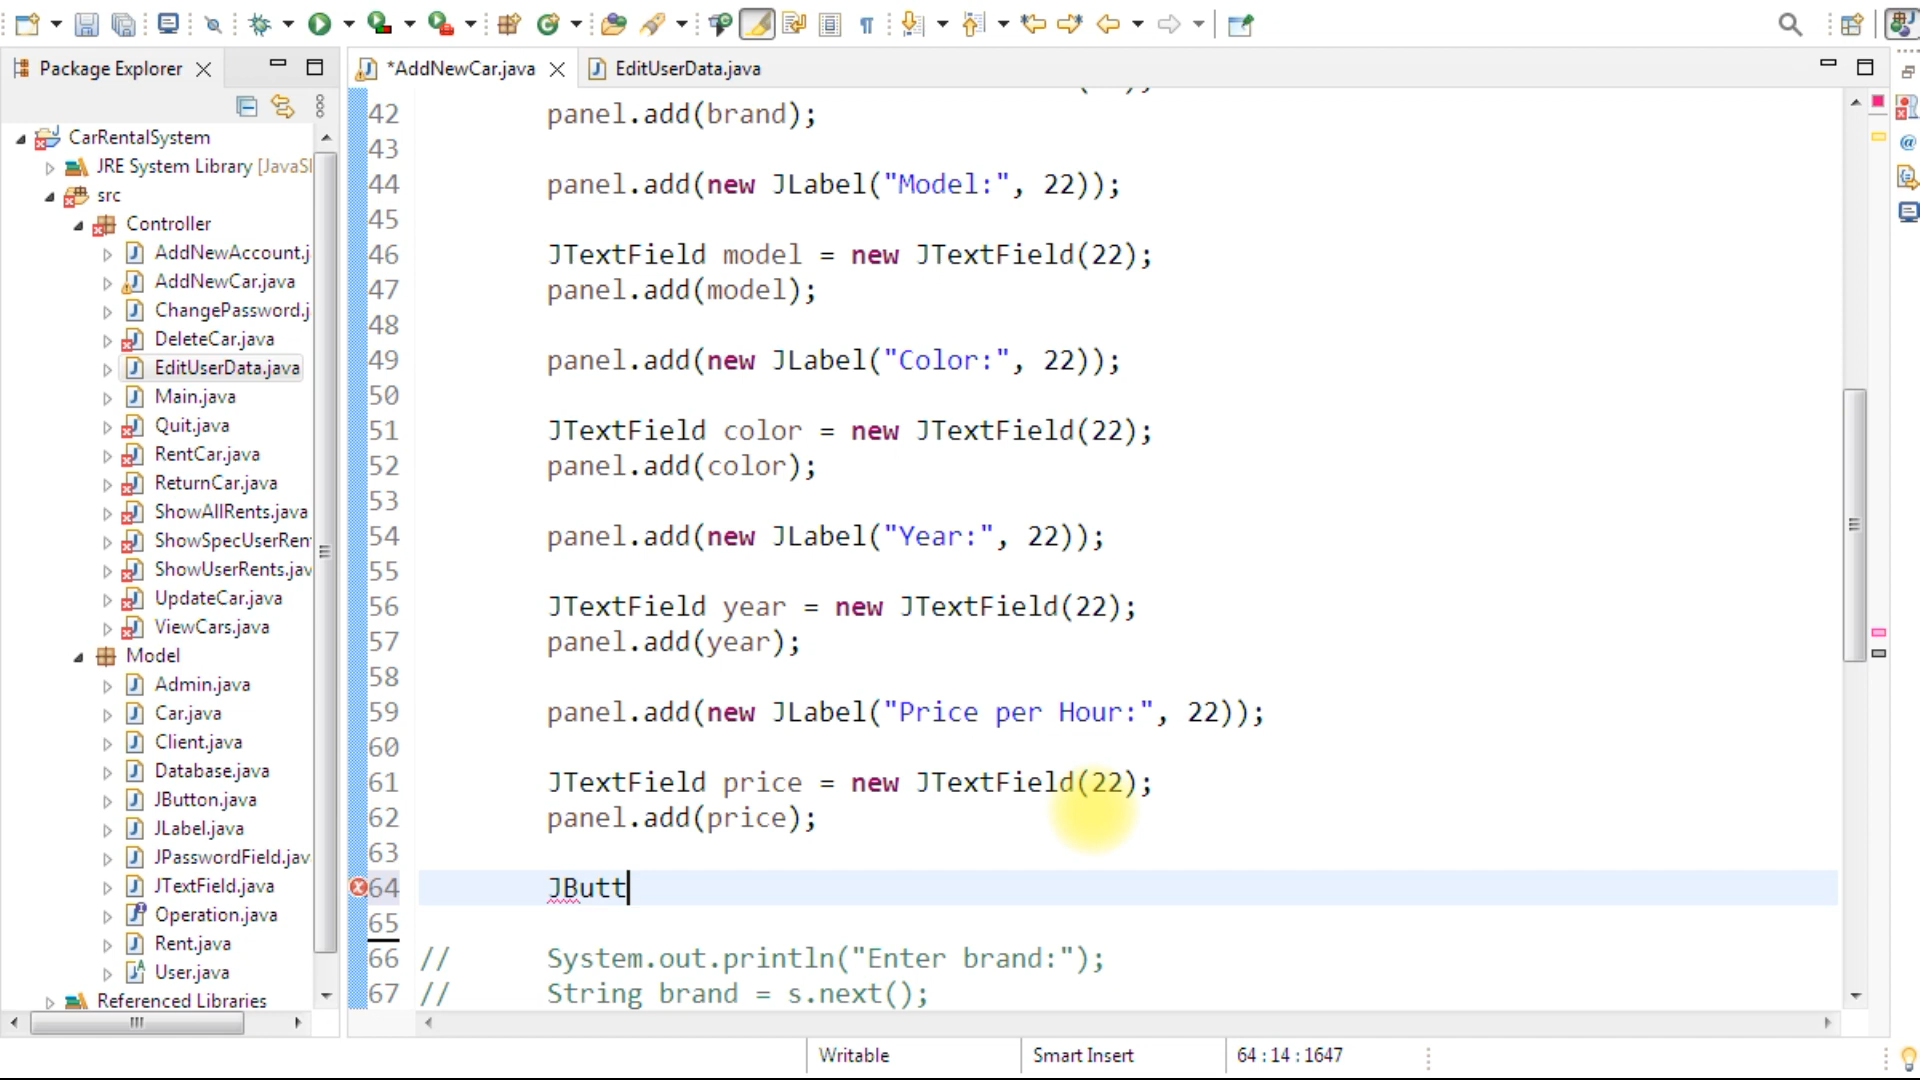 Package Explorer
*AddNewCar.java
EditUserData.java
CarRentalSystem
JRE System Library [JavaSI
src
Controller
AddNewAccount.j
AddNewCar.java
ChangePassword.j
DeleteCar.java
EditUserData.java
Main.java
Quit.java
RentCar.java
ReturnCar.java
ShowAllRents.java
ShowSpecUserRen
ShowUserRents.jav
UpdateCar.java
ViewCars.java
Model
Admin.java
Car.java
Client.java
Database.java
JButton.java
JLabel.java
JPasswordField.jav
JTextField.java
Operation.java
Rent.java
User.java
Referenced Libraries
42 panel.add(brand);
43
44 panel.add(new JLabel("Model:", 22));
45
46 JTextField model = new JTextField(22);
47 panel.add(model);
48
49 panel.add(new JLabel("Color:", 22));
50
51 JTextField color = new JTextField(22);
52 panel.add(color);
53
54 panel.add(new JLabel("Year:", 22));
55
56 JTextField year = new JTextField(22);
57 panel.add(year);
58
59 panel.add(new JLabel("Price per Hour:", 22));
60
61 JTextField price = new JTextField(22);
62 panel.add(price);
63
64 JButt
65
66 // System.out.println("Enter brand:");
67 // String brand = s.next();
Writable
Smart Insert
64 : 14 : 1647